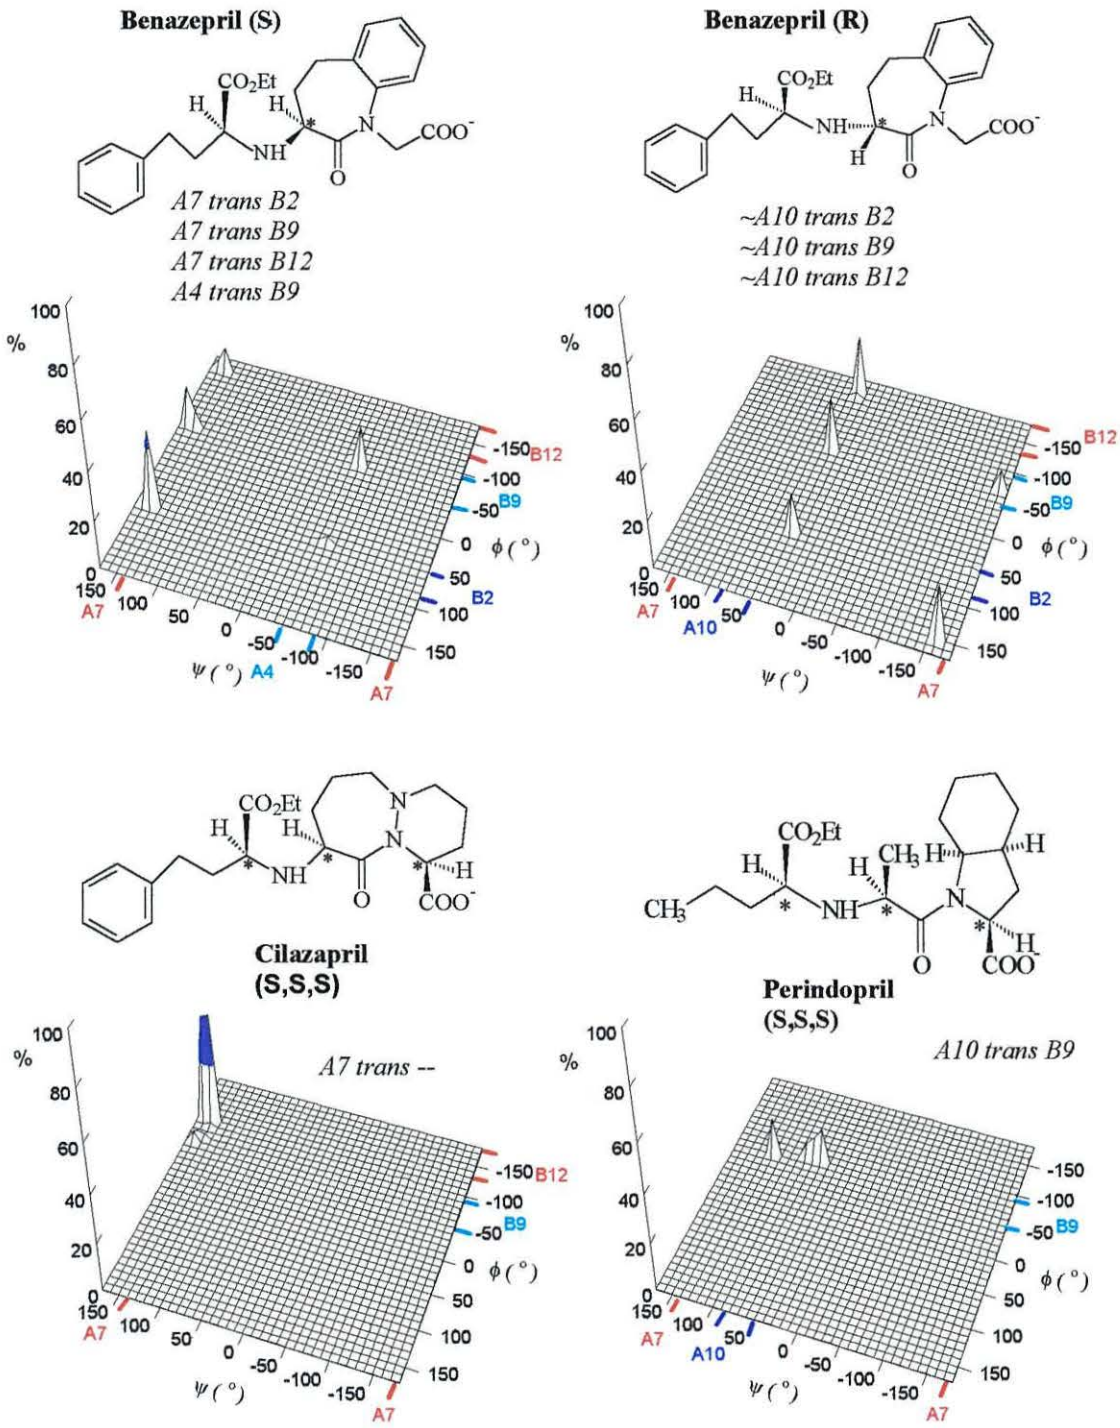 Benazepril (S)
CO2Et
H
H
*
N
NH
O
COO-
A7 trans B2
A7 trans B9
A7 trans B12
A4 trans B9
100
%
80
60
40
20
0
150
A7
100
50
0
-50
-100
-150
ψ(°)
A4
A7
-150
B12
-100
-50
B9
0
ϕ(°)
50
B2
100
150
Benazepril (R)
CO2Et
H
NH
*
H
N
O
COO-
~A10 trans B2
~A10 trans B9
~A10 trans B12
100
%
80
60
40
20
0
150
A7
100
A10
50
0
-50
-100
-150
ψ(°)
A7
-150
B12
-100
-50
B9
0
ϕ(°)
50
B2
100
150
CO2Et
H
H
*
*
NH
N
N
O
*
H
COO-
Cilazapril
(S,S,S)
100
%
80
60
40
20
0
A7 trans --
150
A7
100
50
0
-50
-100
-150
ψ(°)
A7
-150
B12
-100
-50
B9
0
ϕ(°)
50
100
150
CO2Et
H
CH3
*
NH
H
CH3
*
O
N
H
H
*
H
COO-
Perindopril
(S,S,S)
A10 trans B9
100
%
80
60
40
20
0
150
A7
100
A10
50
0
-50
-100
-150
ψ(°)
A7
-150
-100
-50
B9
0
ϕ(°)
50
100
150